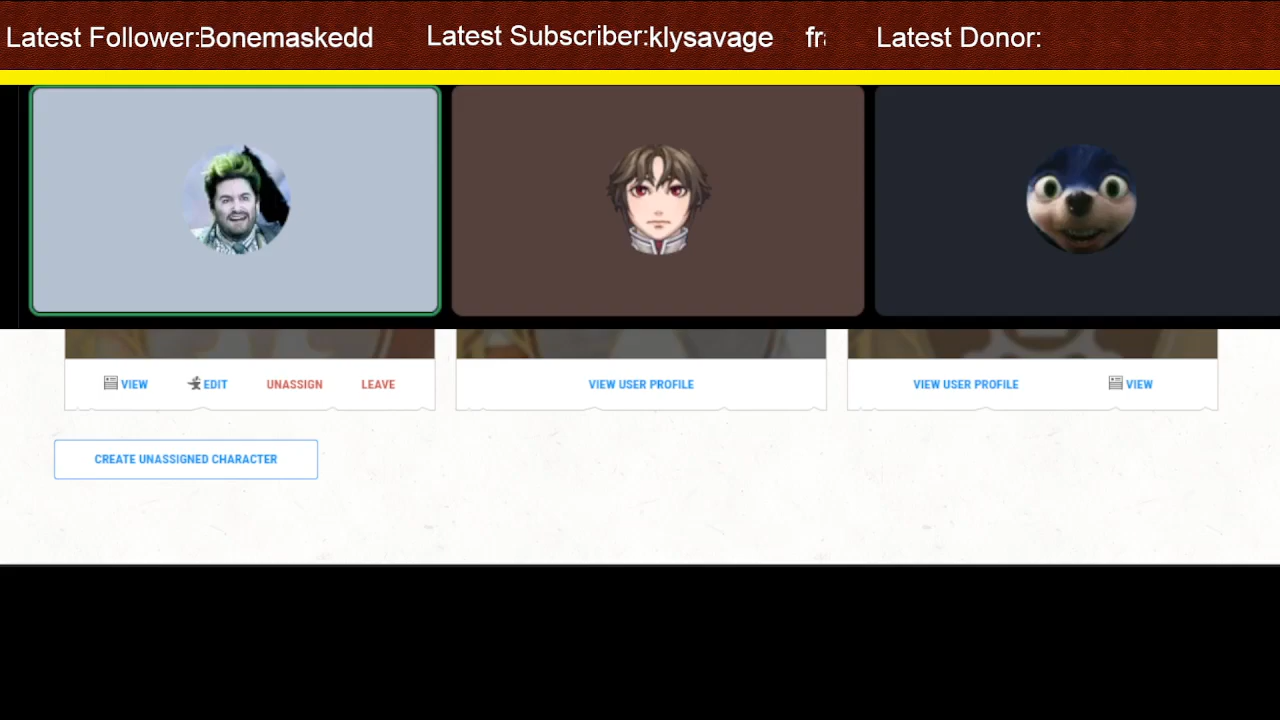 Latest Follower:Bonemaskedd
Latest Subscriber:klysavage
Latest Donor:
VIEW EDIT UNASSIGN LEAVE
VIEW USER PROFILE
VIEW USER PROFILE VIEW
CREATE UNASSIGNED CHARACTER